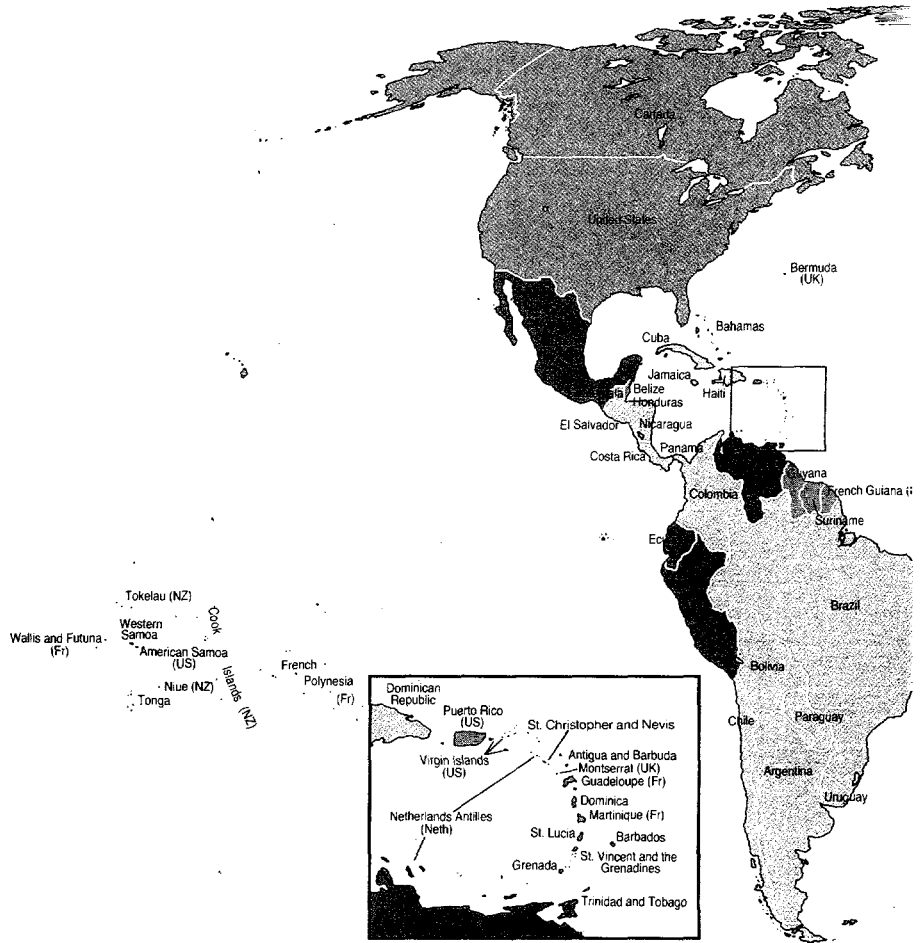 Canada
United States
Bermuda
(UK)
Bahamas
Cuba
Jamaica
Haiti
Belize
Honduras
El Salvador
Nicaragua
Costa Rica
Panama
Guyana
Colombia
French Guiana
Suriname
Brazil
Tokelau (NZ)
Cook
Islands (NZ)
Western
Samoa
Wallis and Futuna
(Fr)
American Samoa
(US)
French
Polynesia
(Fr)
Niue (NZ)
Tonga
Bolivia
Chile
Paraguay
Argentina
Uruguay
Dominican
Republic
Puerto Rico
(US)
St. Christopher and Nevis
Virgin Islands
(US)
Antigua and Barbuda
Montserrat (UK)
Guadeloupe (Fr)
Dominica
Martinique (Fr)
Netherlands Antilles
(Neth)
St. Lucia
Barbados
St. Vincent and the
Grenadines
Grenada
Trinidad and Tobago